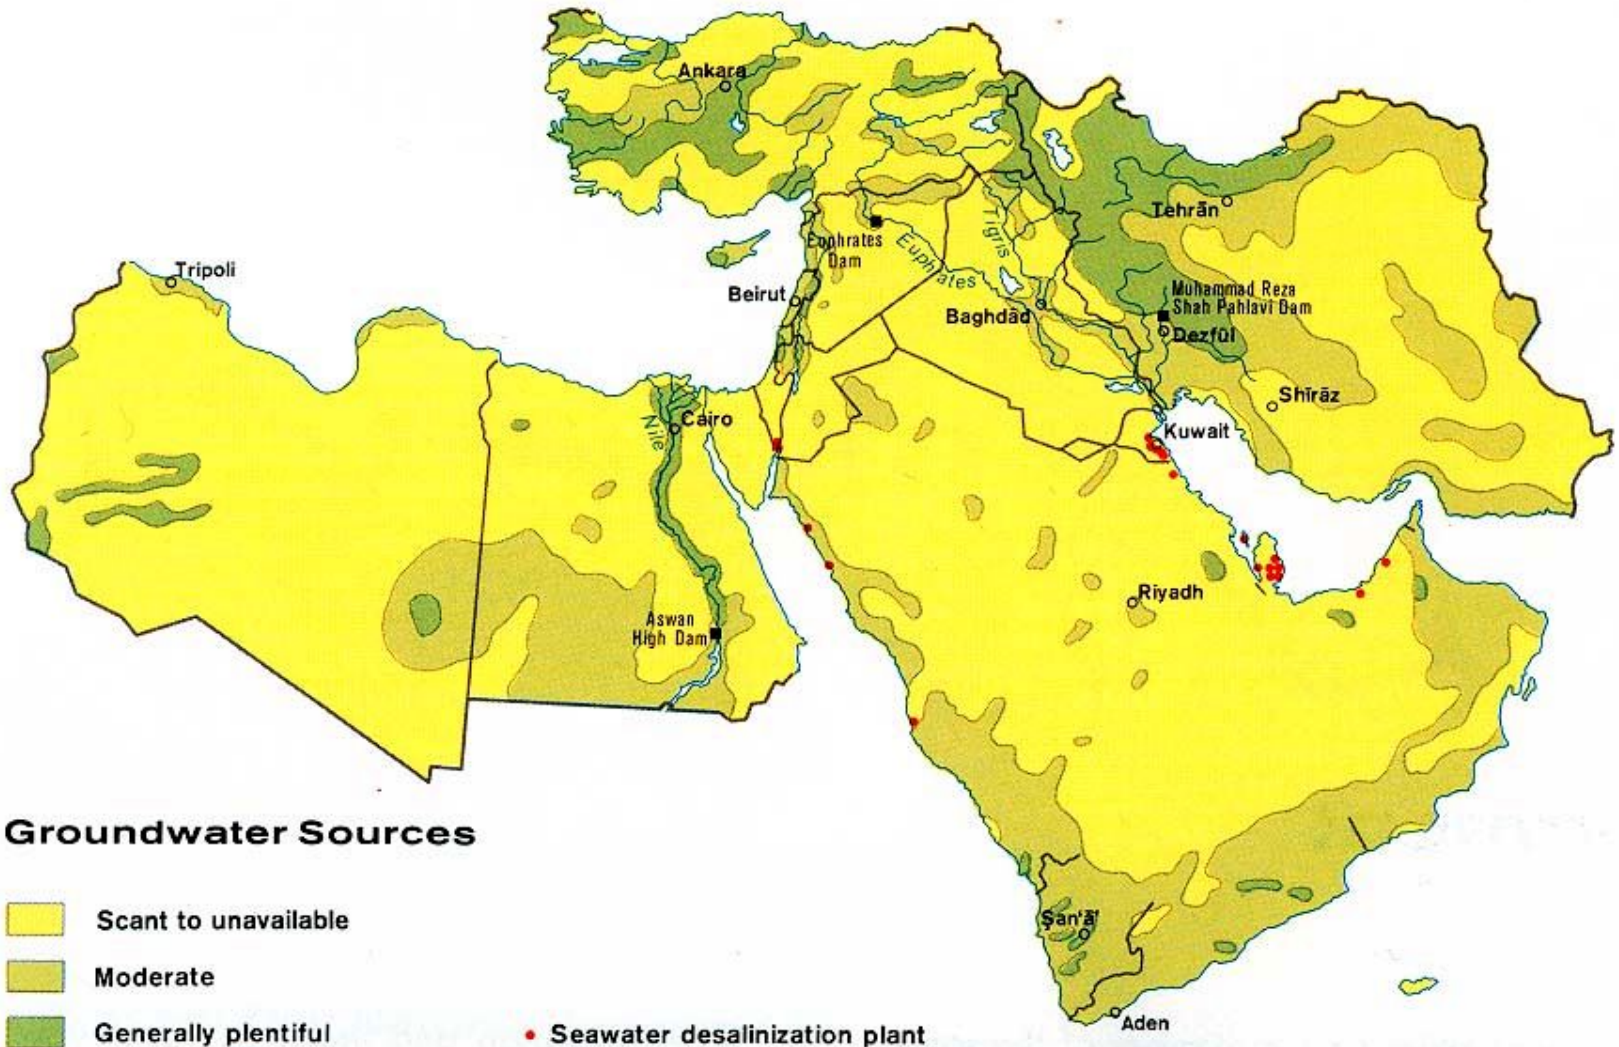 Ankara
Tehrān
Tigris
Euphrates
Dam
Euphrates
Tripoli
Beirut
Baghdād
Muhammad Reza
Shah Pahlavi Dam
Dezfūl
Shīrāz
Nile
Cairo
Kuwait
Riyadh
Aswan
High Dam
Groundwater Sources
Scant to unavailable
Şan'ā'
Moderate
Generally plentiful
Seawater desalinization plant
Aden